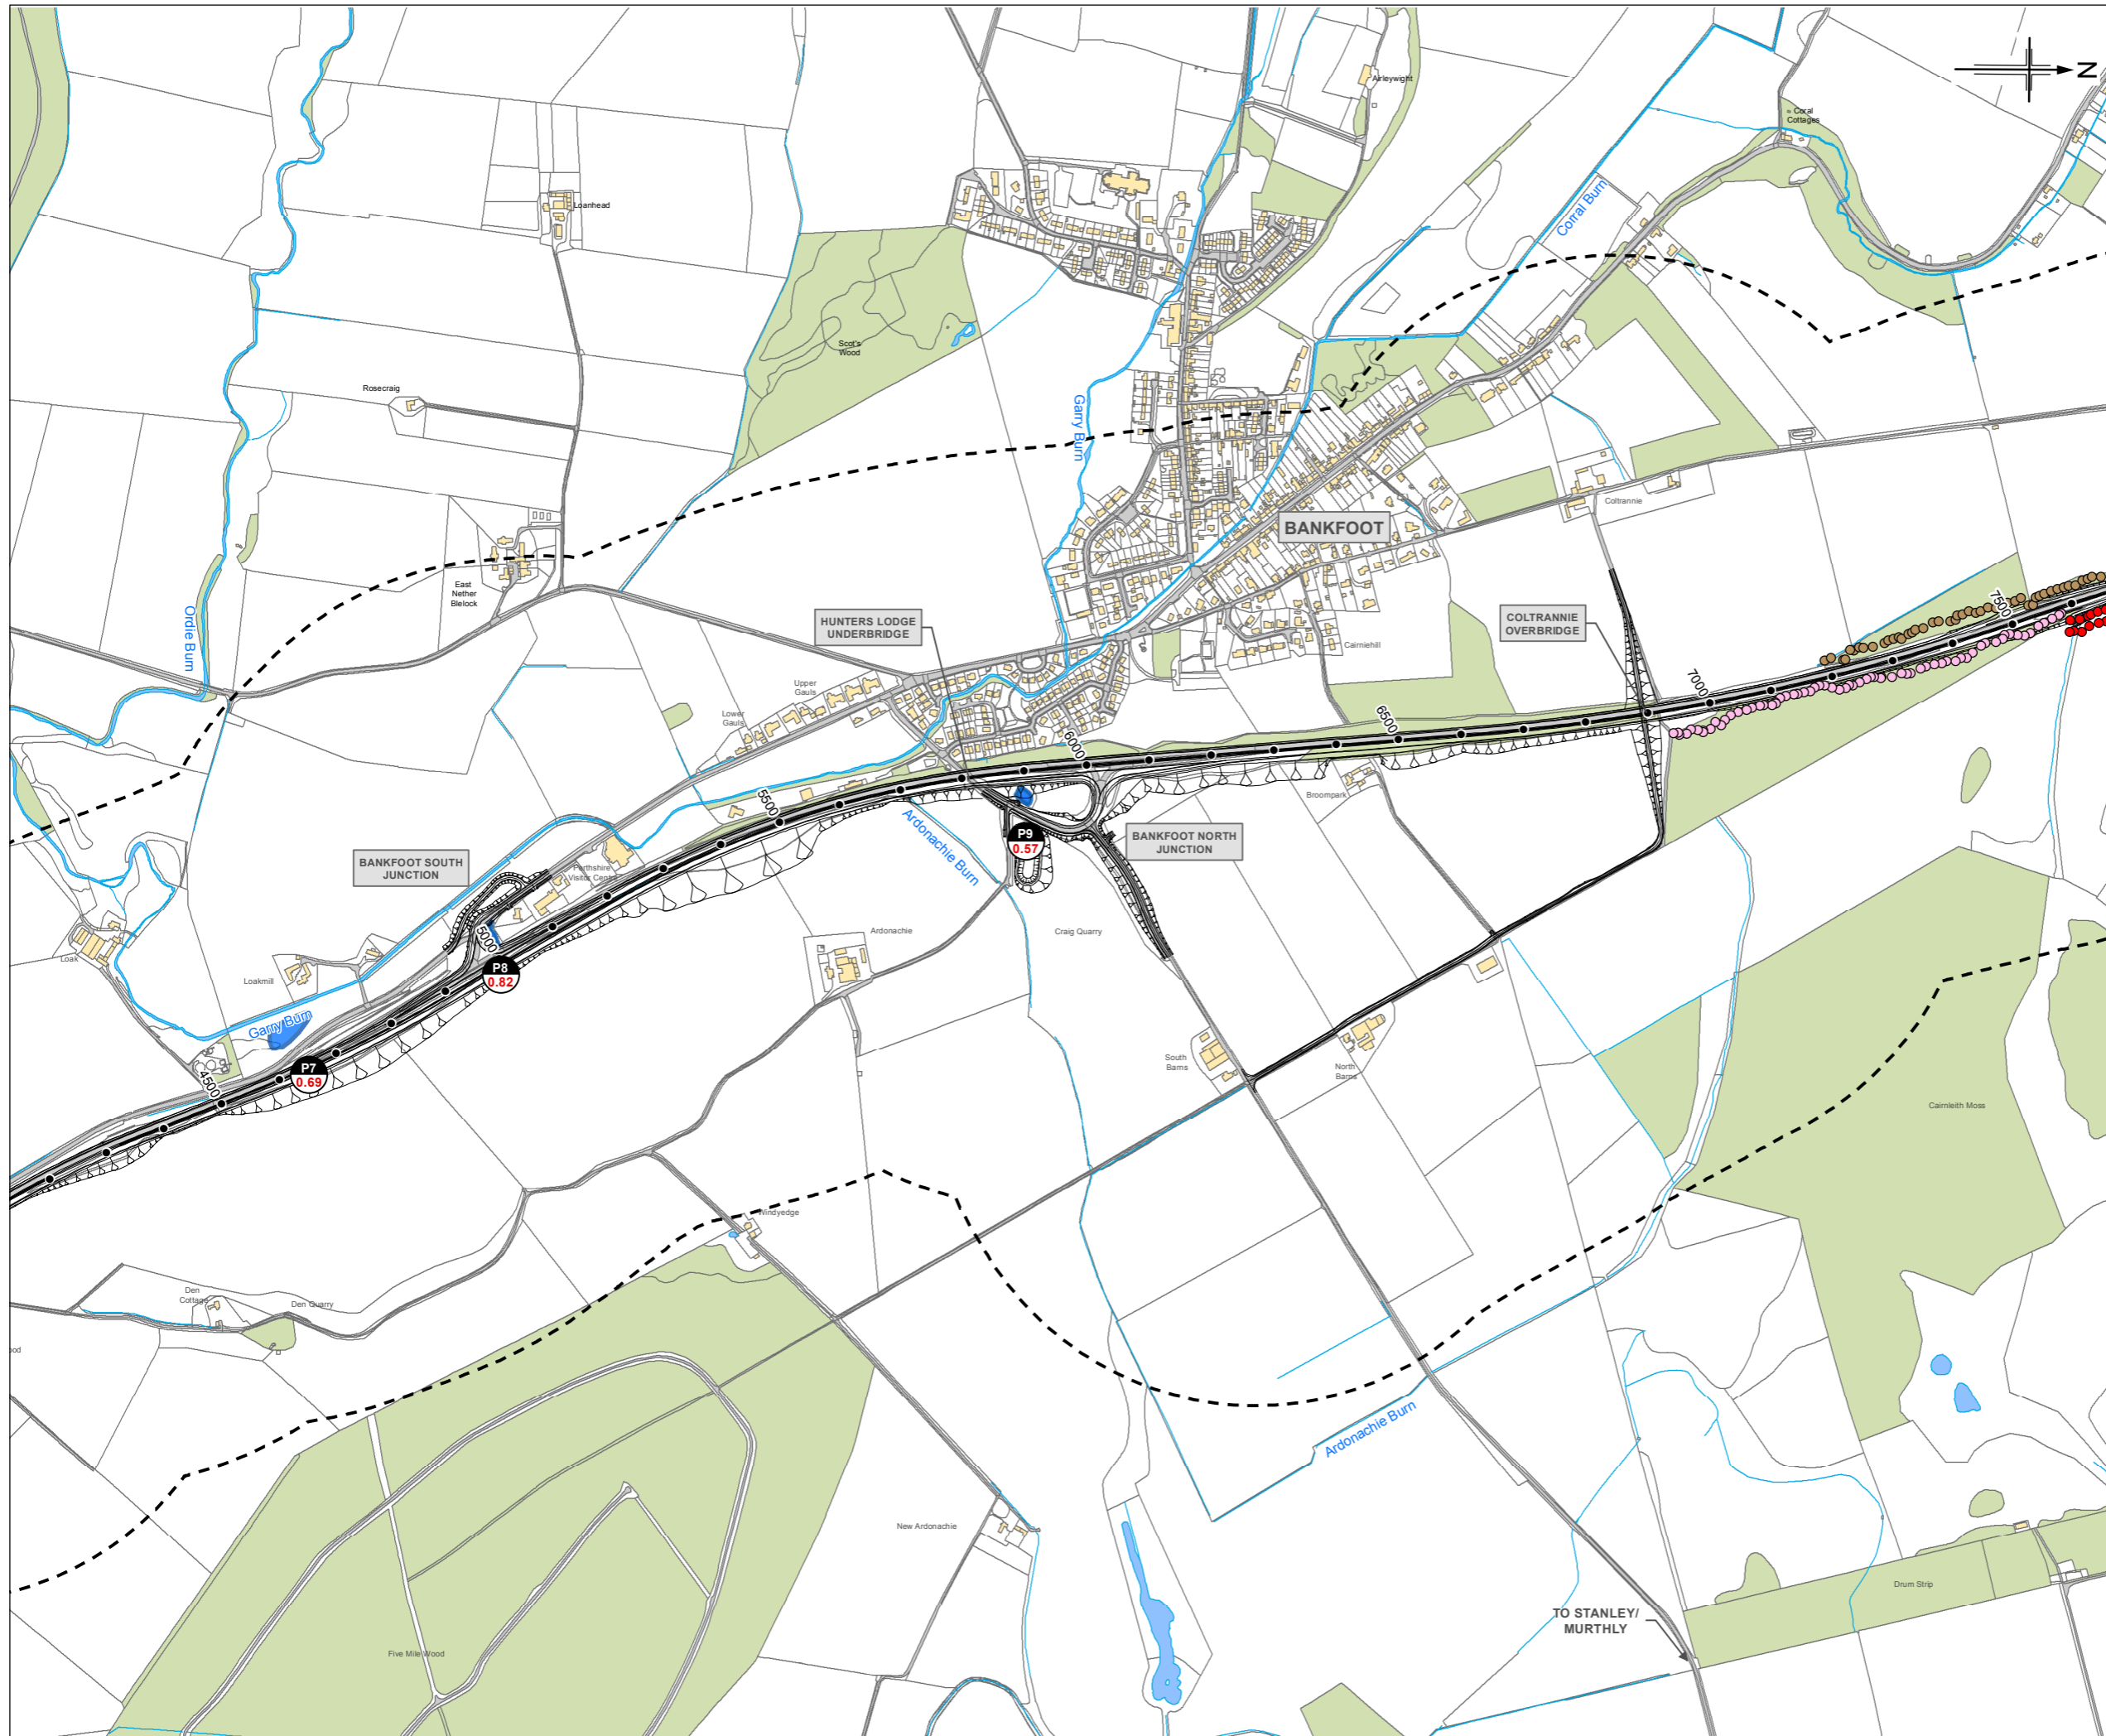 N
Airleywight
Coral
Cottages
Corral Burn
Loanhead
Scot's
Wood
Rosecraig
Garry Burn
BANKFOOT
Coltrannie
East
Nether
Blelock
Ordie Burn
HUNTERS LODGE
UNDERBRIDGE
COLTRANNIE
OVERBRIDGE
7500
Cairniehill
Upper
Gauls
7000
Lower
Gauls
6500
6000
5500
Broompark
Ardonachie Burn
P9
0.57
BANKFOOT NORTH
JUNCTION
BANKFOOT SOUTH
JUNCTION
Perthshire
Visitor Centre
Ardonachie
Craig Quarry
5000
Loak
P8
0.82
Loakmill
Garry Burn
South
Barns
North
Barns
P7
0.69
4500
Cairnleith Moss
Windyedge
Den
Cottage
Den Quarry
ood
Ardonachie Burn
New Ardonachie
Drum Strip
TO STANLEY/
MURTHLY
Five Mile Wood